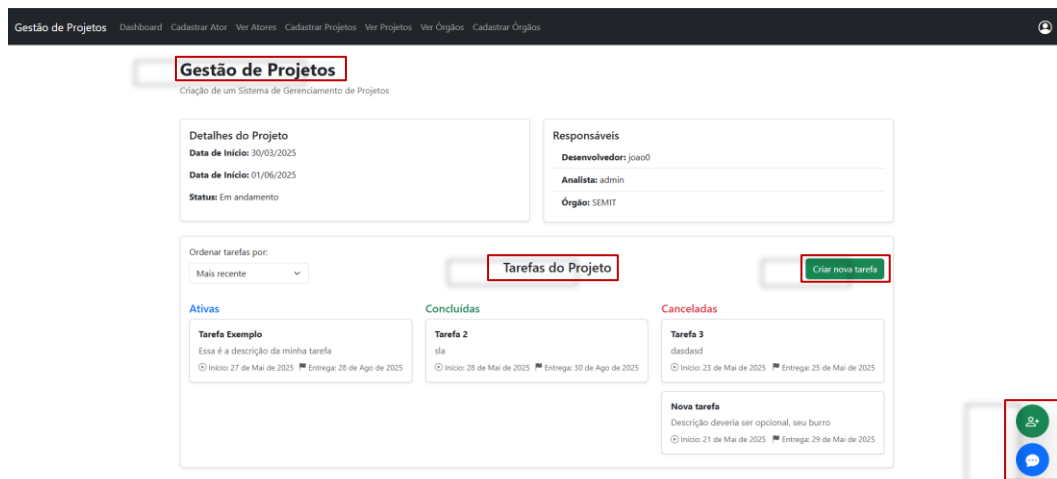 Gestão de Projetos Dashboard Cadastrar Ator Ver Atores Cadastrar Projetos Ver Projetos Ver Órgãos Cadastrar Órgãos
Gestão de Projetos
Criação de um Sistema de Gerenciamento de Projetos
Detalhes do Projeto
Data de Início: 30/03/2025
Data de Início: 01/06/2025
Status: Em andamento
Responsáveis
Desenvolvedor: joao0
Analista: admin
Órgão: SEMIT
Ordenar tarefas por:
Mais recente
Tarefas do Projeto
Criar nova tarefa
Ativas
Tarefa Exemplo
Essa é a descrição da minha tarefa
Início: 27 de Mai de 2025 Entrega: 28 de Ago de 2025
Concluídas
Tarefa 2
sla
Início: 28 de Mai de 2025 Entrega: 30 de Ago de 2025
Canceladas
Tarefa 3
dasdasd
Início: 23 de Mai de 2025 Entrega: 25 de Mai de 2025
Nova tarefa
Descrição deveria ser opcional, seu burro
Início: 21 de Mai de 2025 Entrega: 29 de Mai de 2025